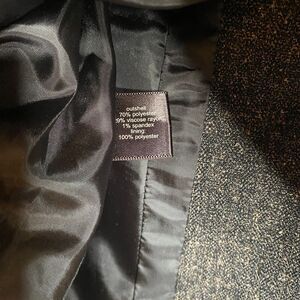 outshell
70% polyester
29% viscose rayon
1% spandex
lining:
100% polyester